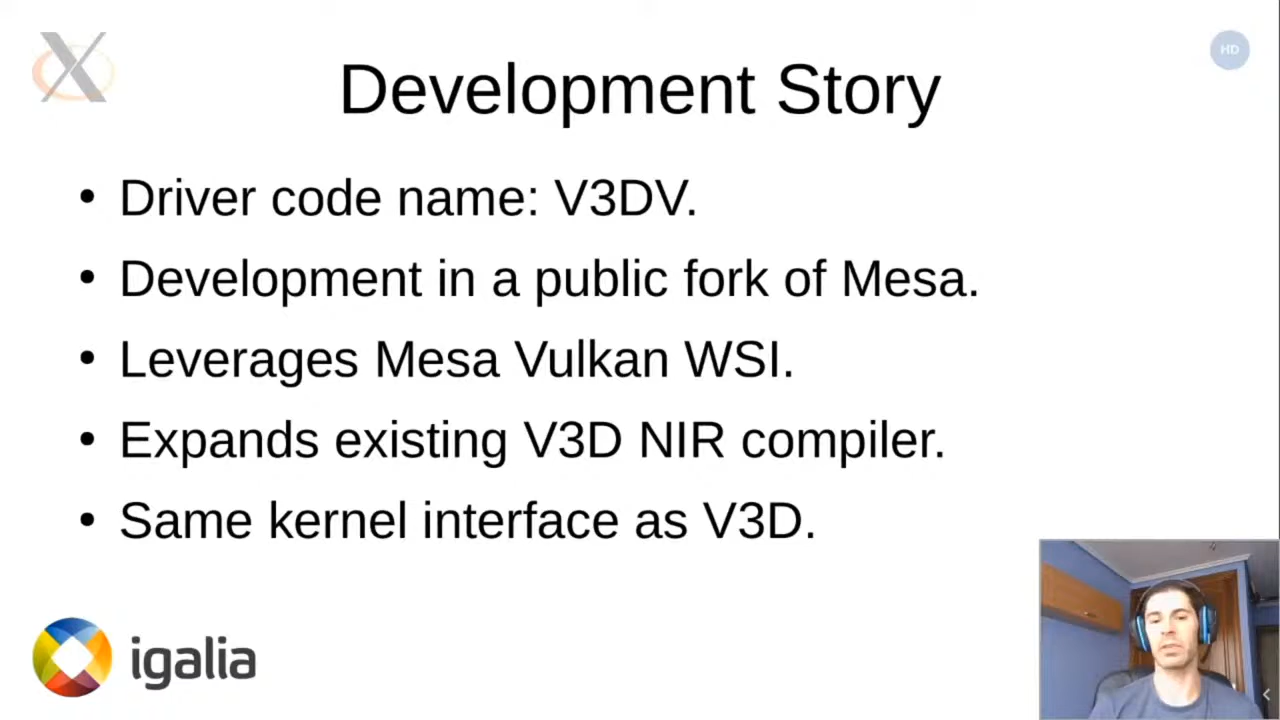 HD
Development Story
• Driver code name: V3DV.
• Development in a public fork of Mesa.
• Leverages Mesa Vulkan WSI.
• Expands existing V3D NIR compiler.
• Same kernel interface as V3D.
igalia